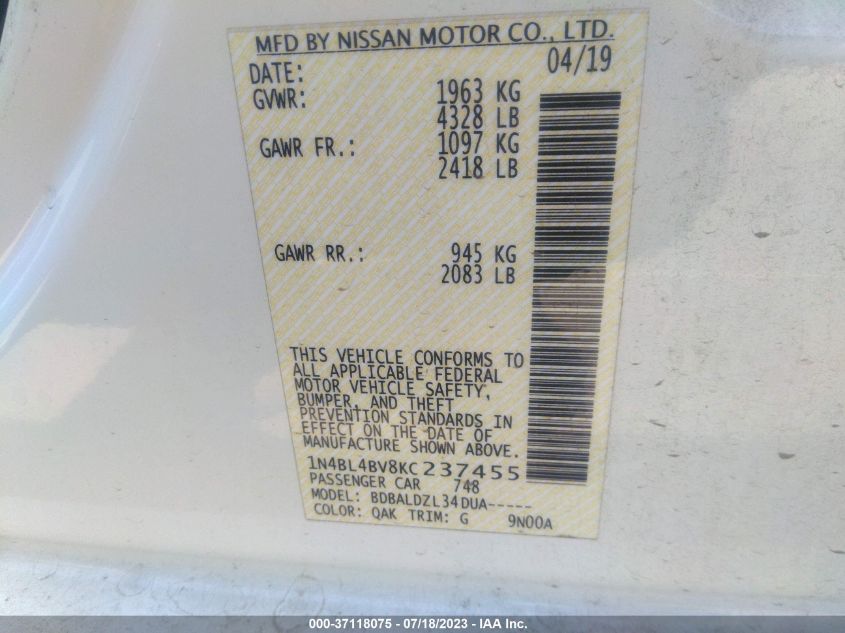 MFD BY NISSAN MOTOR CO., LTD.
DATE: 04/19
GVWR: 1963 KG
4328 LB
GAWR FR.: 1097 KG
2418 LB
GAWR RR.: 945 KG
2083 LB
THIS VEHICLE CONFORMS TO
ALL APPLICABLE FEDERAL
MOTOR VEHICLE SAFETY,
BUMPER, AND THEFT
PREVENTION STANDARDS IN
EFFECT ON THE DATE OF
MANUFACTURE SHOWN ABOVE.
1N4BL4BV8KC237455
PASSENGER CAR 748
MODEL: BDBALDZL34DUA-----
COLOR: QAK TRIM: G 9N00A
000-37118075 - 07/18/2023 - IAA Inc.